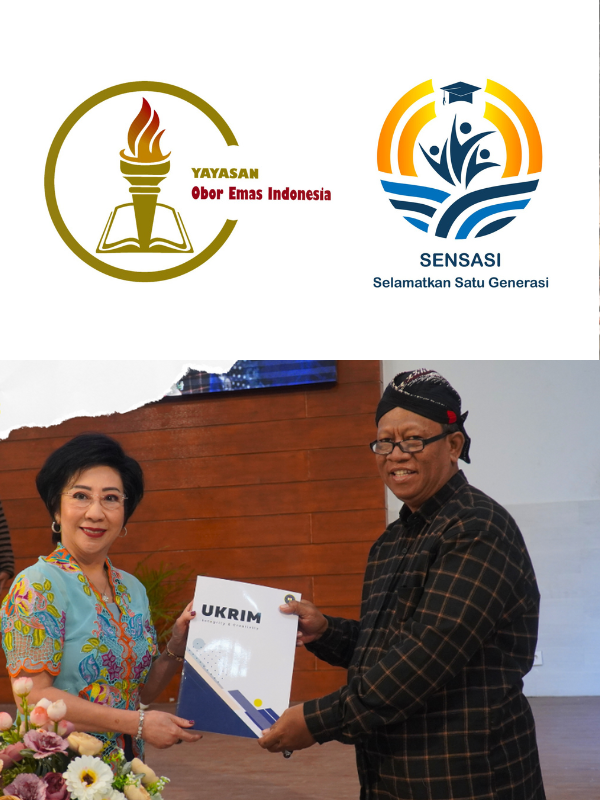 YAYASAN
Obor Emas Indonesia
SENSASI
Selamatkan Satu Generasi
UKRIM